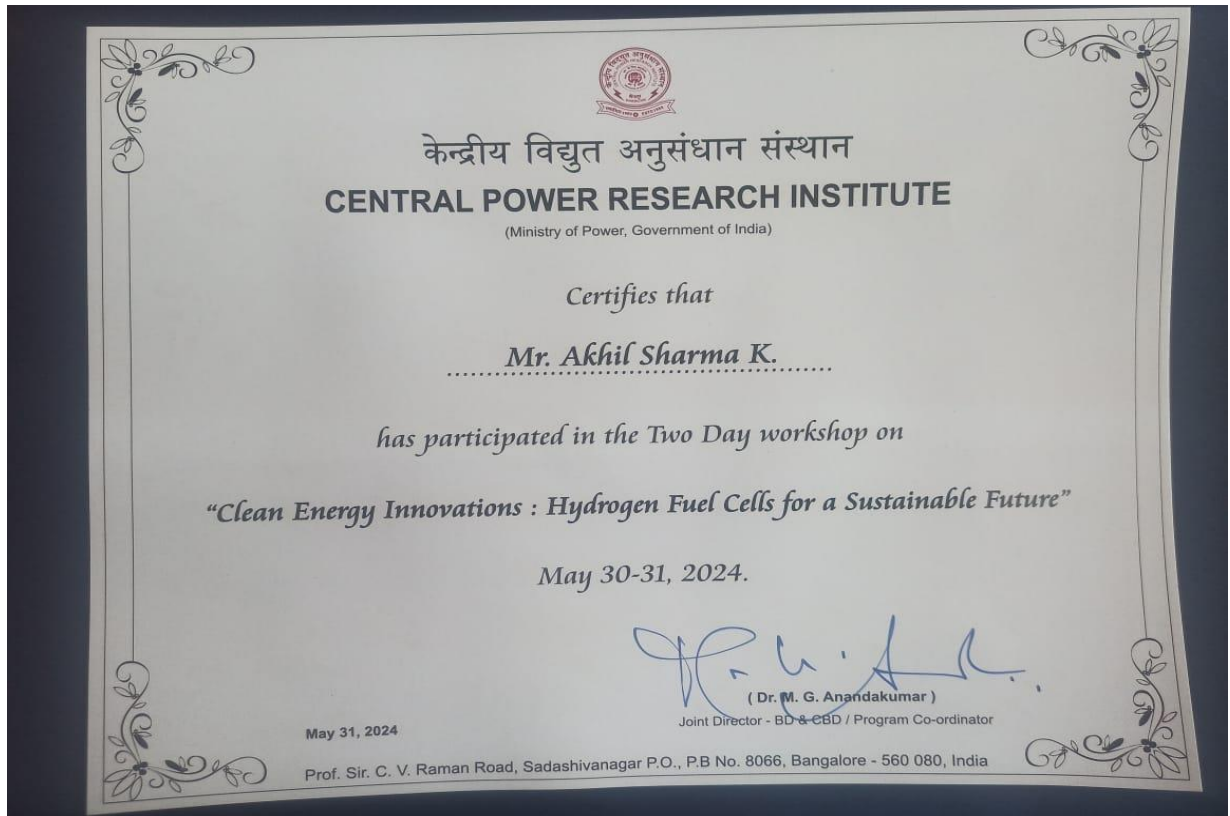 केन्द्रीय विद्युत अनुसंधान संस्थान
CENTRAL POWER RESEARCH INSTITUTE
(Ministry of Power, Government of India)
Certifies that
Mr. Akhil Sharma K.
has participated in the Two Day workshop on
“Clean Energy Innovations : Hydrogen Fuel Cells for a Sustainable Future”
May 30-31, 2024.
( Dr. M. G. Anandakumar )
Joint Director - BD & CBD / Program Co-ordinator
May 31, 2024
Prof. Sir. C. V. Raman Road, Sadashivanagar P.O., P.B No. 8066, Bangalore - 560 080, India